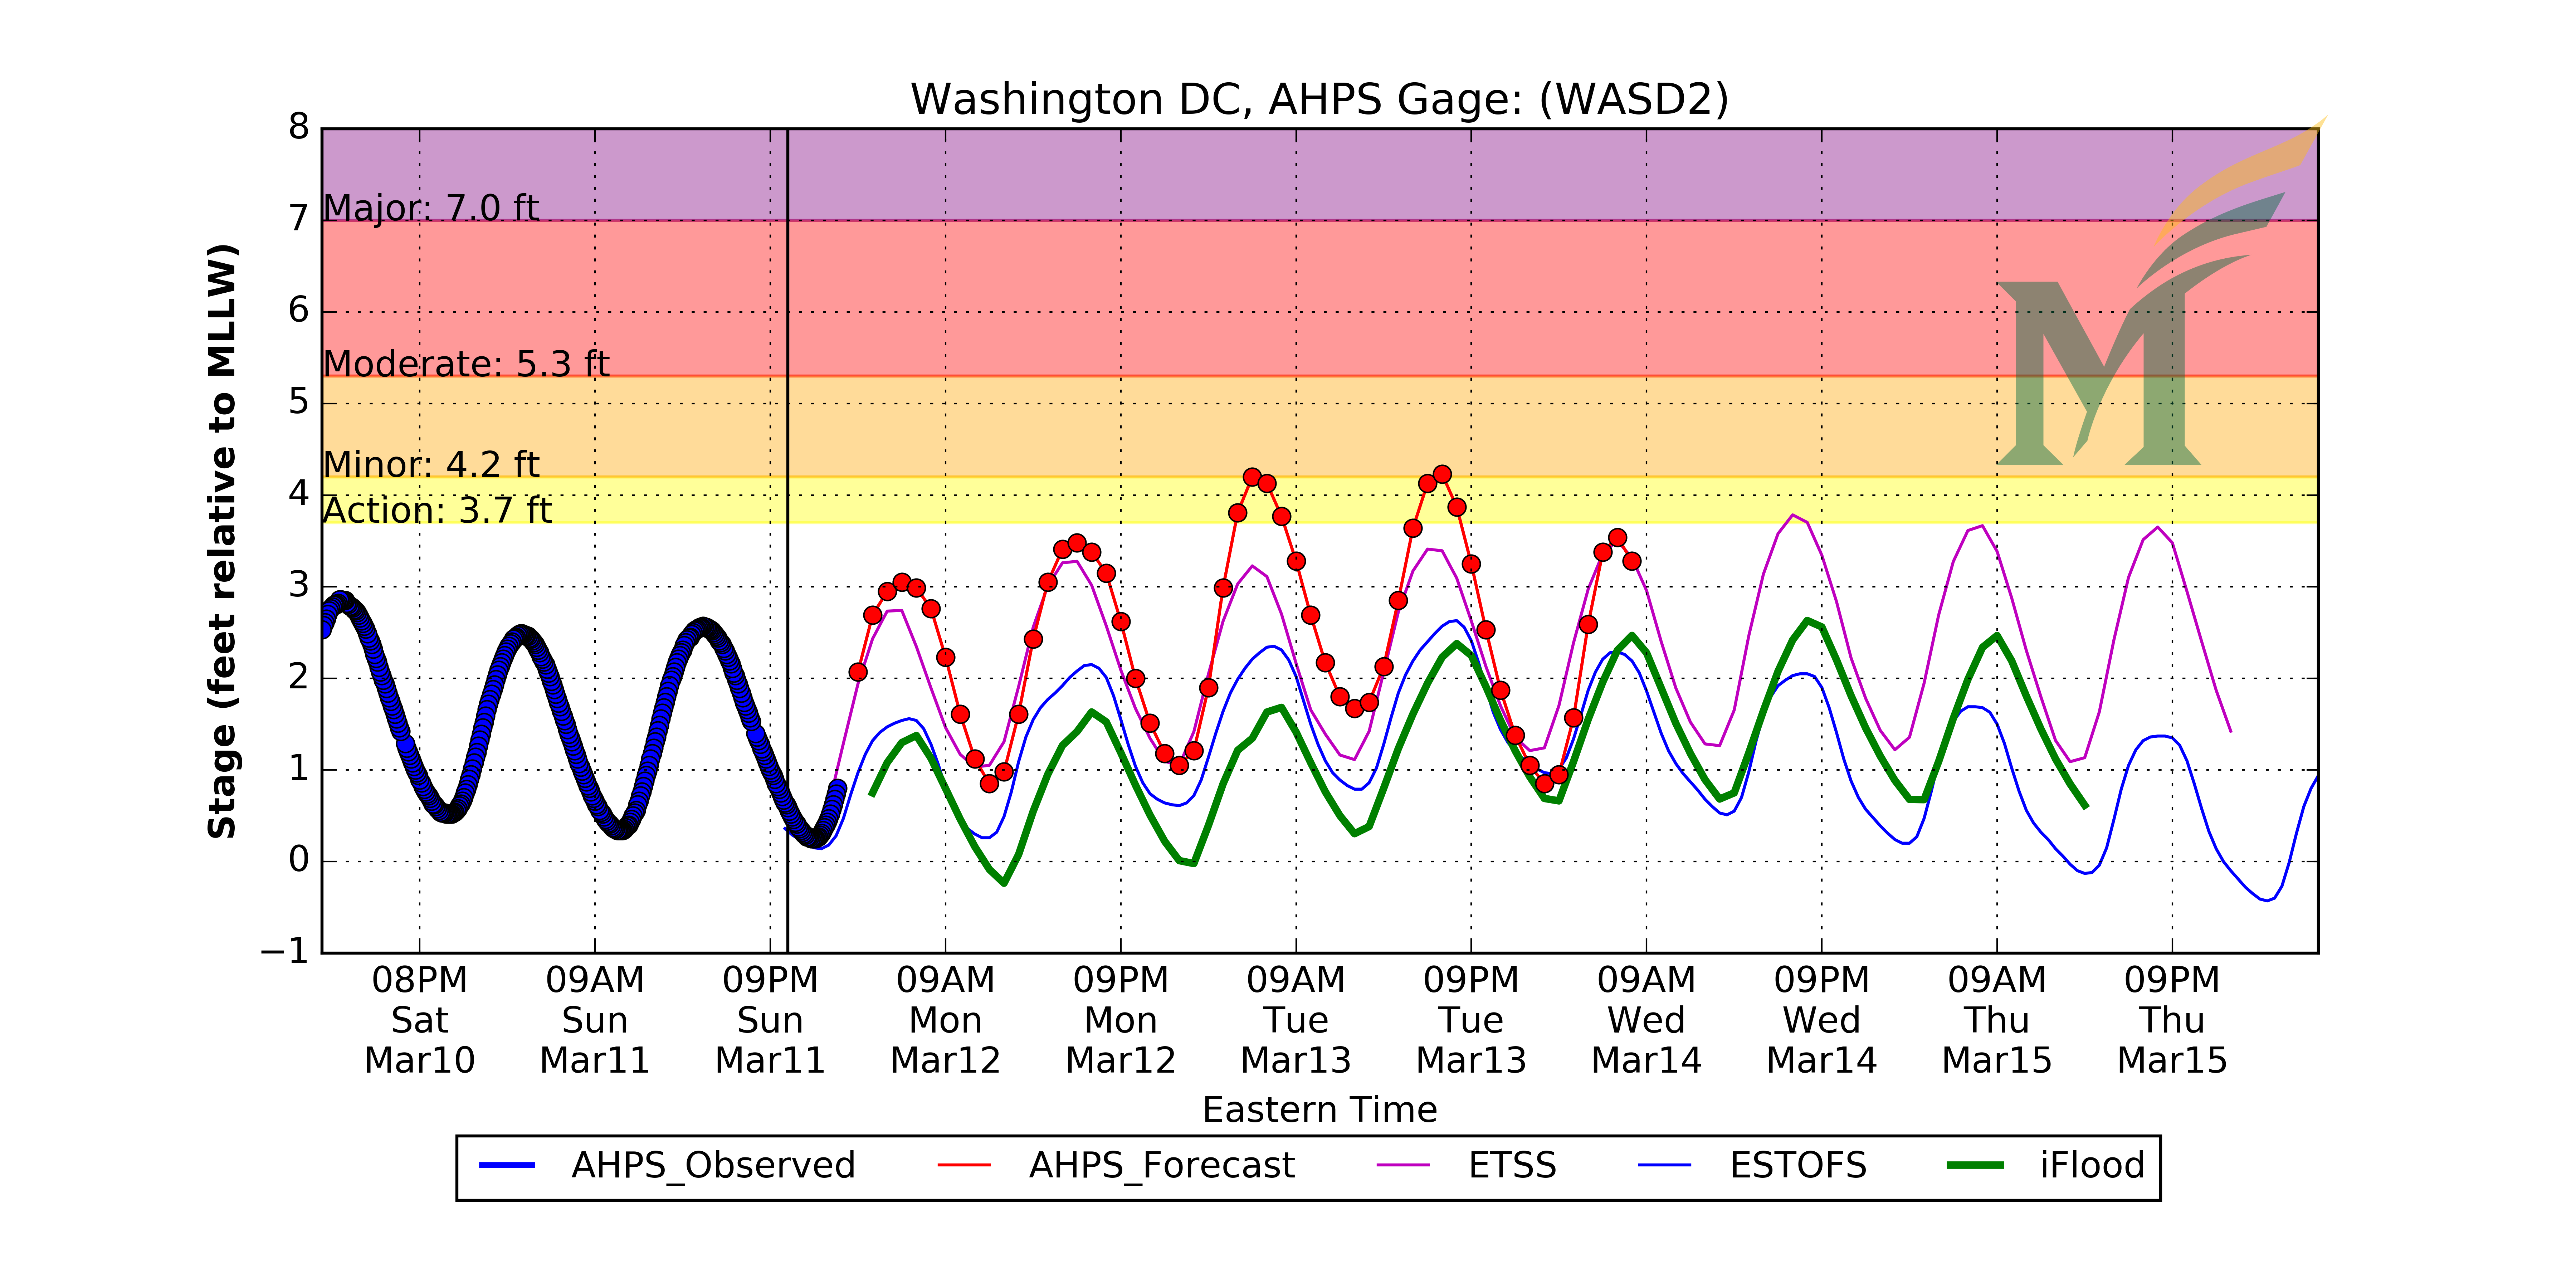 Washington DC, AHPS Gage: (WASD2)
8
7
6
5
4
3
2
1
0
−1
Stage (feet relative to MLLW)
Major: 7.0 ft
Moderate: 5.3 ft
Minor: 4.2 ft
Action: 3.7 ft
M
08PM 09AM 09PM 09AM 09PM 09AM 09PM 09AM 09PM 09AM 09PM
Sat Sun Sun Mon Mon Tue Tue Wed Wed Thu Thu
Mar10 Mar11 Mar11 Mar12 Mar12 Mar13 Mar13 Mar14 Mar14 Mar15 Mar15
Eastern Time
AHPS_Observed AHPS_Forecast ETSS ESTOFS iFlood